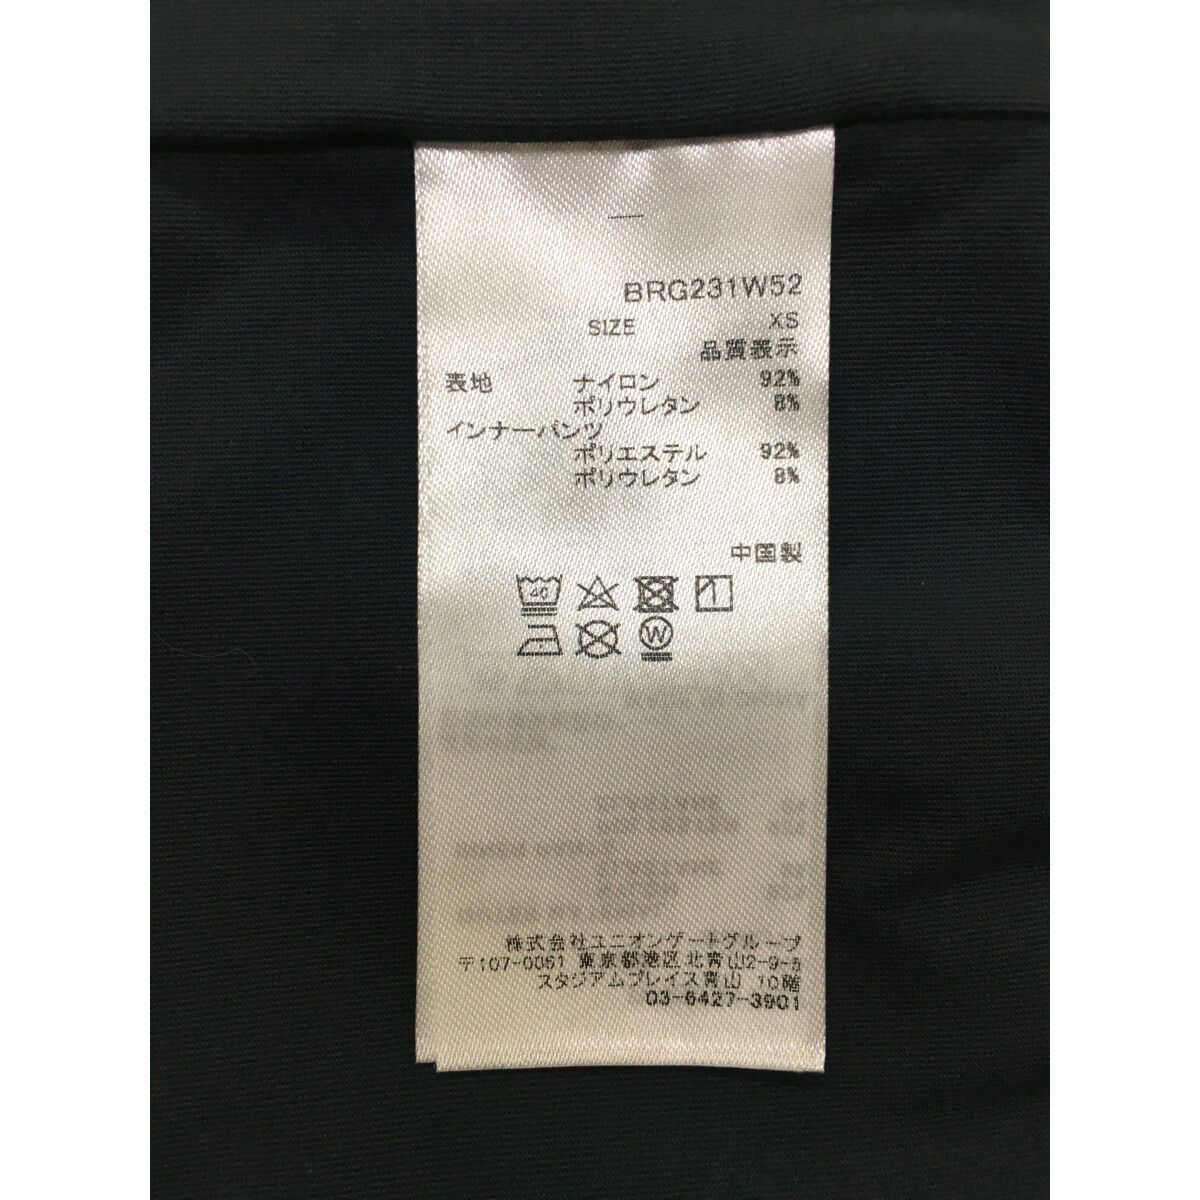 BRG231W52
SIZE XS
品質表示
表地 ナイロン 92%
ポリウレタン 8%
インナーパンツ
ポリエステル 92%
ポリウレタン 8%
中国製
40
W
株式会社ユニオンゲートグループ
〒107-0061 東京都港区 北青山2-9-5
スタジアムプレイス青山 10階
03-6427-3901